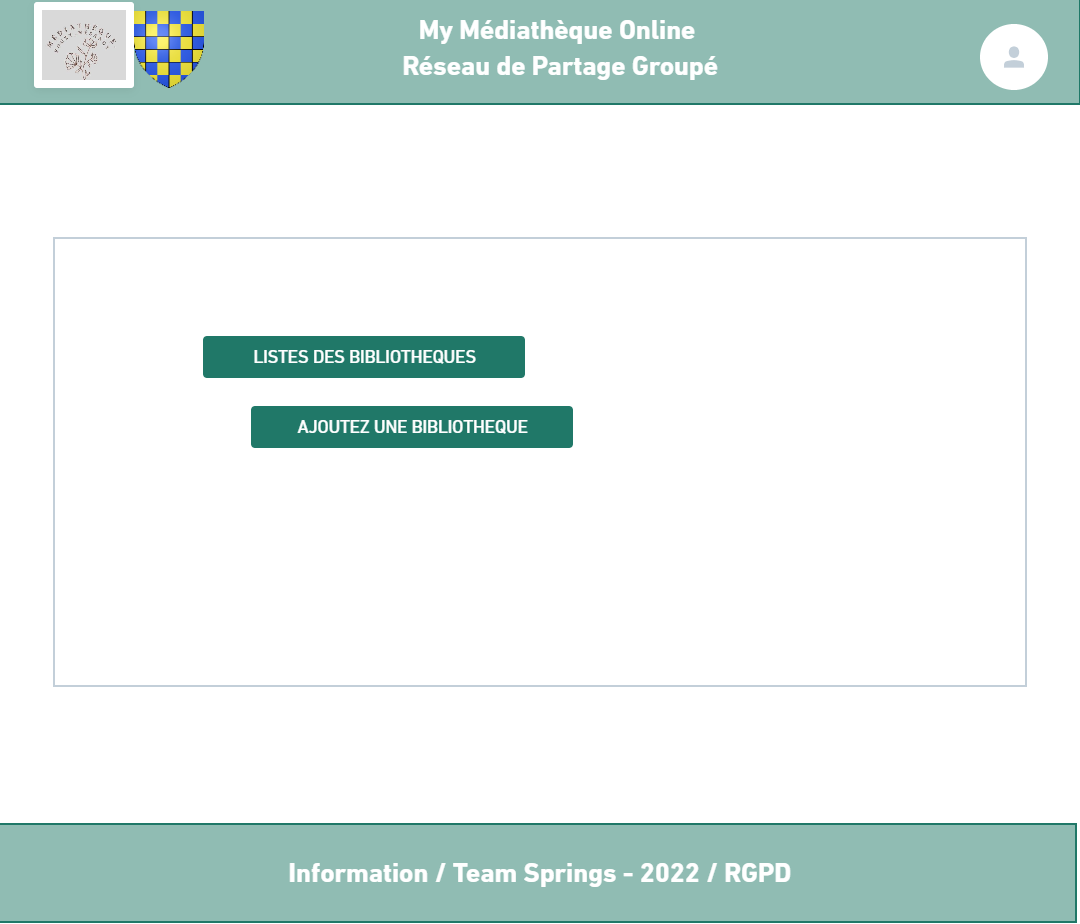 MÉDIATHÈQUE
My Médiathèque Online
Réseau de Partage Groupé
LISTES DES BIBLIOTHEQUES
AJOUTEZ UNE BIBLIOTHEQUE
Information / Team Springs - 2022 / RGPD